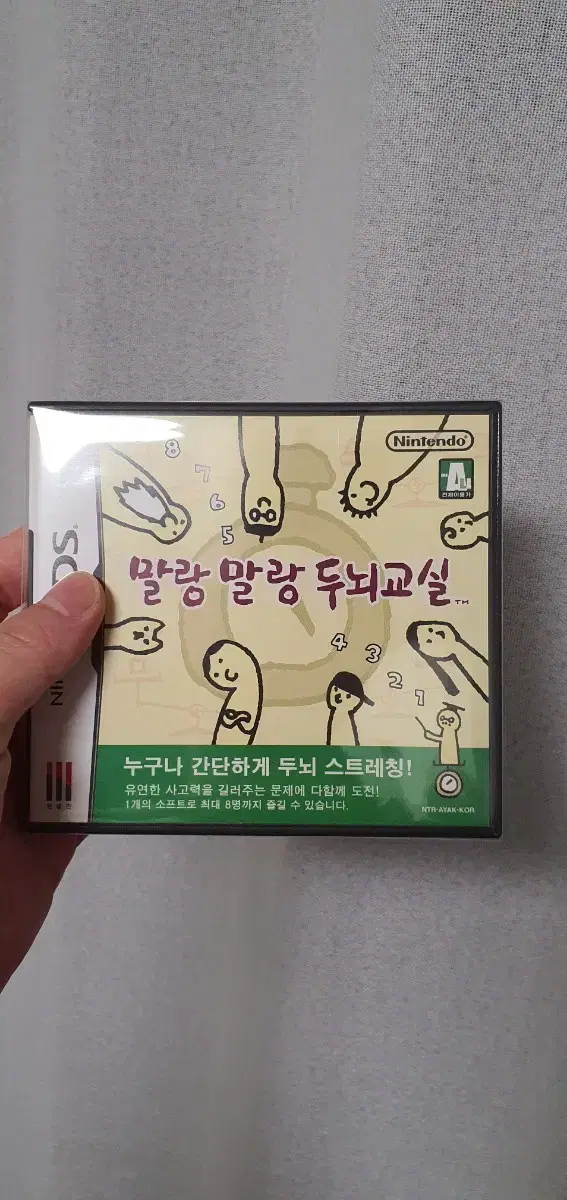 Nintendo
전체이용가
8
7
6
5
말랑 말랑 두뇌교실™
4
3
2
1
누구나 간단하게 두뇌 스트레칭!
유연한 사고력을 길러주는 문제에 다함께 도전!
1개의 소프트로 최대 8명까지 즐길 수 있습니다.
NTR-AYAK-KOR